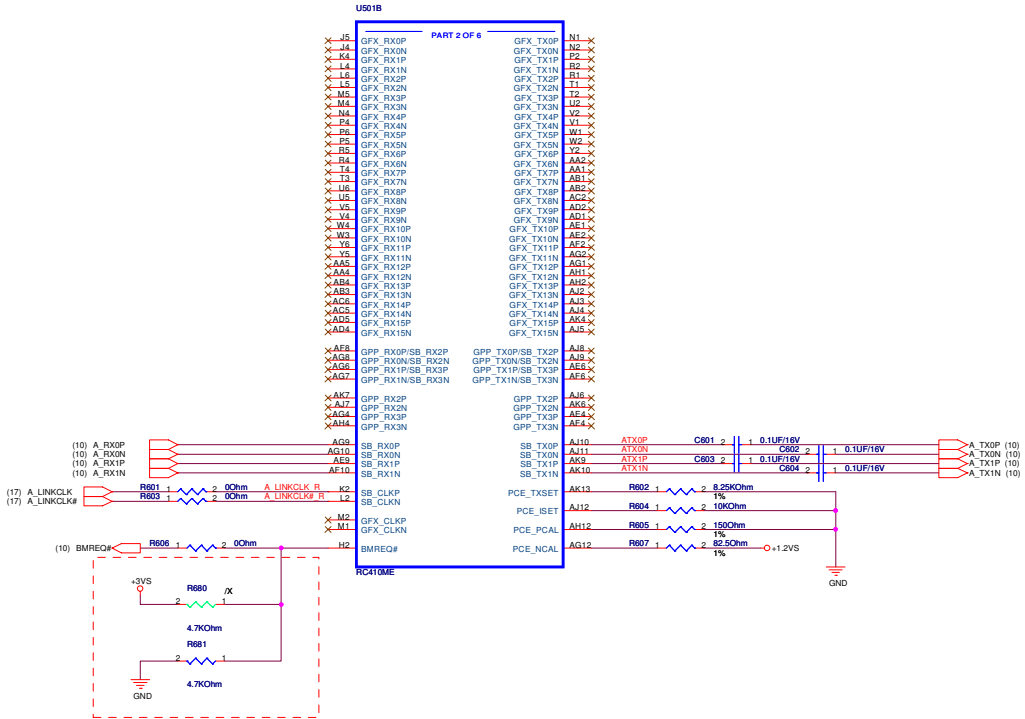 U501B
PART 2 OF 6
J5 GFX_RX0P GFX_TX0P N1
J4 GFX_RX0N GFX_TX0N N2
K4 GFX_RX1P GFX_TX1P P2
L4 GFX_RX1N GFX_TX1N R2
L6 GFX_RX2P GFX_TX2P R1
L5 GFX_RX2N GFX_TX2N T1
M5 GFX_RX3P GFX_TX3P T2
M4 GFX_RX3N GFX_TX3N U2
N4 GFX_RX4P GFX_TX4P V2
P4 GFX_RX4N GFX_TX4N V1
P6 GFX_RX5P GFX_TX5P W1
P5 GFX_RX5N GFX_TX5N W2
R5 GFX_RX6P GFX_TX6P Y2
R4 GFX_RX6N GFX_TX6N AA2
T4 GFX_RX7P GFX_TX7P AA1
T3 GFX_RX7N GFX_TX7N AB1
U6 GFX_RX8P GFX_TX8P AB2
U5 GFX_RX8N GFX_TX8N AC2
V5 GFX_RX9P GFX_TX9P AD2
V4 GFX_RX9N GFX_TX9N AD1
W4 GFX_RX10P GFX_TX10P AE1
W3 GFX_RX10N GFX_TX10N AE2
Y6 GFX_RX11P GFX_TX11P AF2
Y5 GFX_RX11N GFX_TX11N AG2
AA5 GFX_RX12P GFX_TX12P AG1
AA4 GFX_RX12N GFX_TX12N AH1
AB4 GFX_RX13P GFX_TX13P AH2
AB3 GFX_RX13N GFX_TX13N AJ2
AC6 GFX_RX14P GFX_TX14P AJ3
AC5 GFX_RX14N GFX_TX14N AJ4
AD5 GFX_RX15P GFX_TX15P AK4
AD4 GFX_RX15N GFX_TX15N AJ5
AF8 GPP_RX0P/SB_RX2P GPP_TX0P/SB_TX2P AJ8
AG8 GPP_RX0N/SB_RX2N GPP_TX0N/SB_TX2N AJ9
AG6 GPP_RX1P/SB_RX3P GPP_TX1P/SB_TX3P AE6
AG7 GPP_RX1N/SB_RX3N GPP_TX1N/SB_TX3N AF6
AK7 GPP_RX2P GPP_TX2P AJ6
AJ7 GPP_RX2N GPP_TX2N AK6
AG4 GPP_RX3P GPP_TX3P AE4
AH4 GPP_RX3N GPP_TX3N AF4
(10) A_RX0P AG9 SB_RX0P SB_TX0P AJ10 ATX0P C601 2 1 0.1UF/16V A_TX0P (10)
(10) A_RX0N AG10 SB_RX0N SB_TX0N AJ11 ATX0N C602 2 1 0.1UF/16V A_TX0N (10)
(10) A_RX1P AE9 SB_RX1P SB_TX1P AK9 ATX1P C603 2 1 0.1UF/16V A_TX1P (10)
(10) A_RX1N AF10 SB_RX1N SB_TX1N AK10 ATX1N C604 2 1 0.1UF/16V A_TX1N (10)
(17) A_LINKCLK R601 1 2 0Ohm A_LINKCLK_R K2 SB_CLKP PCE_TXSET AK13 R602 1 2 8.25KOhm
1%
(17) A_LINKCLK# R603 1 2 0Ohm A_LINKCLK#_R L2 SB_CLKN
PCE_ISET AJ12 R604 1 2 10KOhm
M2 GFX_CLKP
M1 GFX_CLKN PCE_PCAL AH12 R605 1 2 150Ohm
1%
(10) BMREQ# R606 1 2 0Ohm H2 BMREQ# PCE_NCAL AG12 R607 1 2 82.5Ohm +1.2VS
1%
RC410ME
GND
+3VS
R680 /X
2 1
4.7KOhm
R681
2 1
4.7KOhm
GND